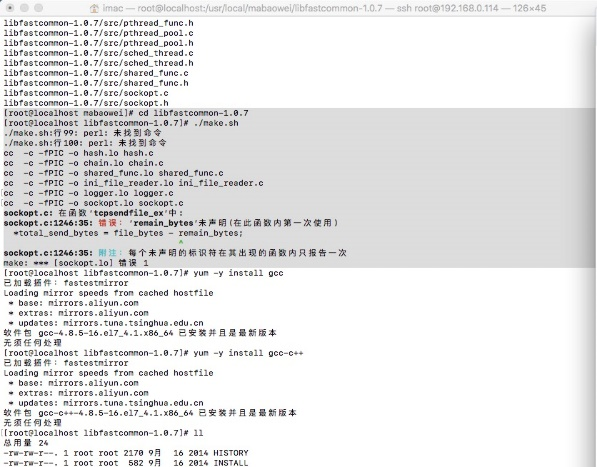 imac — root@localhost:/usr/local/mabaowei/libfastcommon-1.0.7 — ssh root@192.168.0.114 — 126×45
libfastcommon-1.0.7/src/pthread_func.h
libfastcommon-1.0.7/src/pthread_pool.c
libfastcommon-1.0.7/src/pthread_pool.h
libfastcommon-1.0.7/src/sched_thread.c
libfastcommon-1.0.7/src/sched_thread.h
libfastcommon-1.0.7/src/shared_func.c
libfastcommon-1.0.7/src/shared_func.h
libfastcommon-1.0.7/src/sockopt.c
libfastcommon-1.0.7/src/sockopt.h
[root@localhost mabaowei]# cd libfastcommon-1.0.7
[root@localhost libfastcommon-1.0.7]# ./make.sh
./make.sh:行99: perl: 未找到命令
./make.sh:行100: perl: 未找到命令
cc -c -fPIC -o hash.lo hash.c
cc -c -fPIC -o chain.lo chain.c
cc -c -fPIC -o shared_func.lo shared_func.c
cc -c -fPIC -o ini_file_reader.lo ini_file_reader.c
cc -c -fPIC -o logger.lo logger.c
cc -c -fPIC -o sockopt.lo sockopt.c
sockopt.c: 在函数‘tcpsendfile_ex’中:
sockopt.c:1246:35: 错误：‘remain_bytes’未声明(在此函数内第一次使用)
*total_send_bytes = file_bytes - remain_bytes;
^
sockopt.c:1246:35: 附注：每个未声明的标识符在其出现的函数内只报告一次
make: *** [sockopt.lo] 错误 1
[root@localhost libfastcommon-1.0.7]# yum -y install gcc
已加载插件：fastestmirror
Loading mirror speeds from cached hostfile
* base: mirrors.aliyun.com
* extras: mirrors.aliyun.com
* updates: mirrors.tuna.tsinghua.edu.cn
软件包 gcc-4.8.5-16.el7_4.1.x86_64 已安装并且是最新版本
无须任何处理
[root@localhost libfastcommon-1.0.7]# yum -y install gcc-c++
已加载插件：fastestmirror
Loading mirror speeds from cached hostfile
* base: mirrors.aliyun.com
* extras: mirrors.aliyun.com
* updates: mirrors.tuna.tsinghua.edu.cn
软件包 gcc-c++-4.8.5-16.el7_4.1.x86_64 已安装并且是最新版本
无须任何处理
[root@localhost libfastcommon-1.0.7]# ll
总用量 24
-rw-rw-r--. 1 root root 2170 9月 16 2014 HISTORY
-rw-rw-r--. 1 root root 582 9月 16 2014 INSTALL